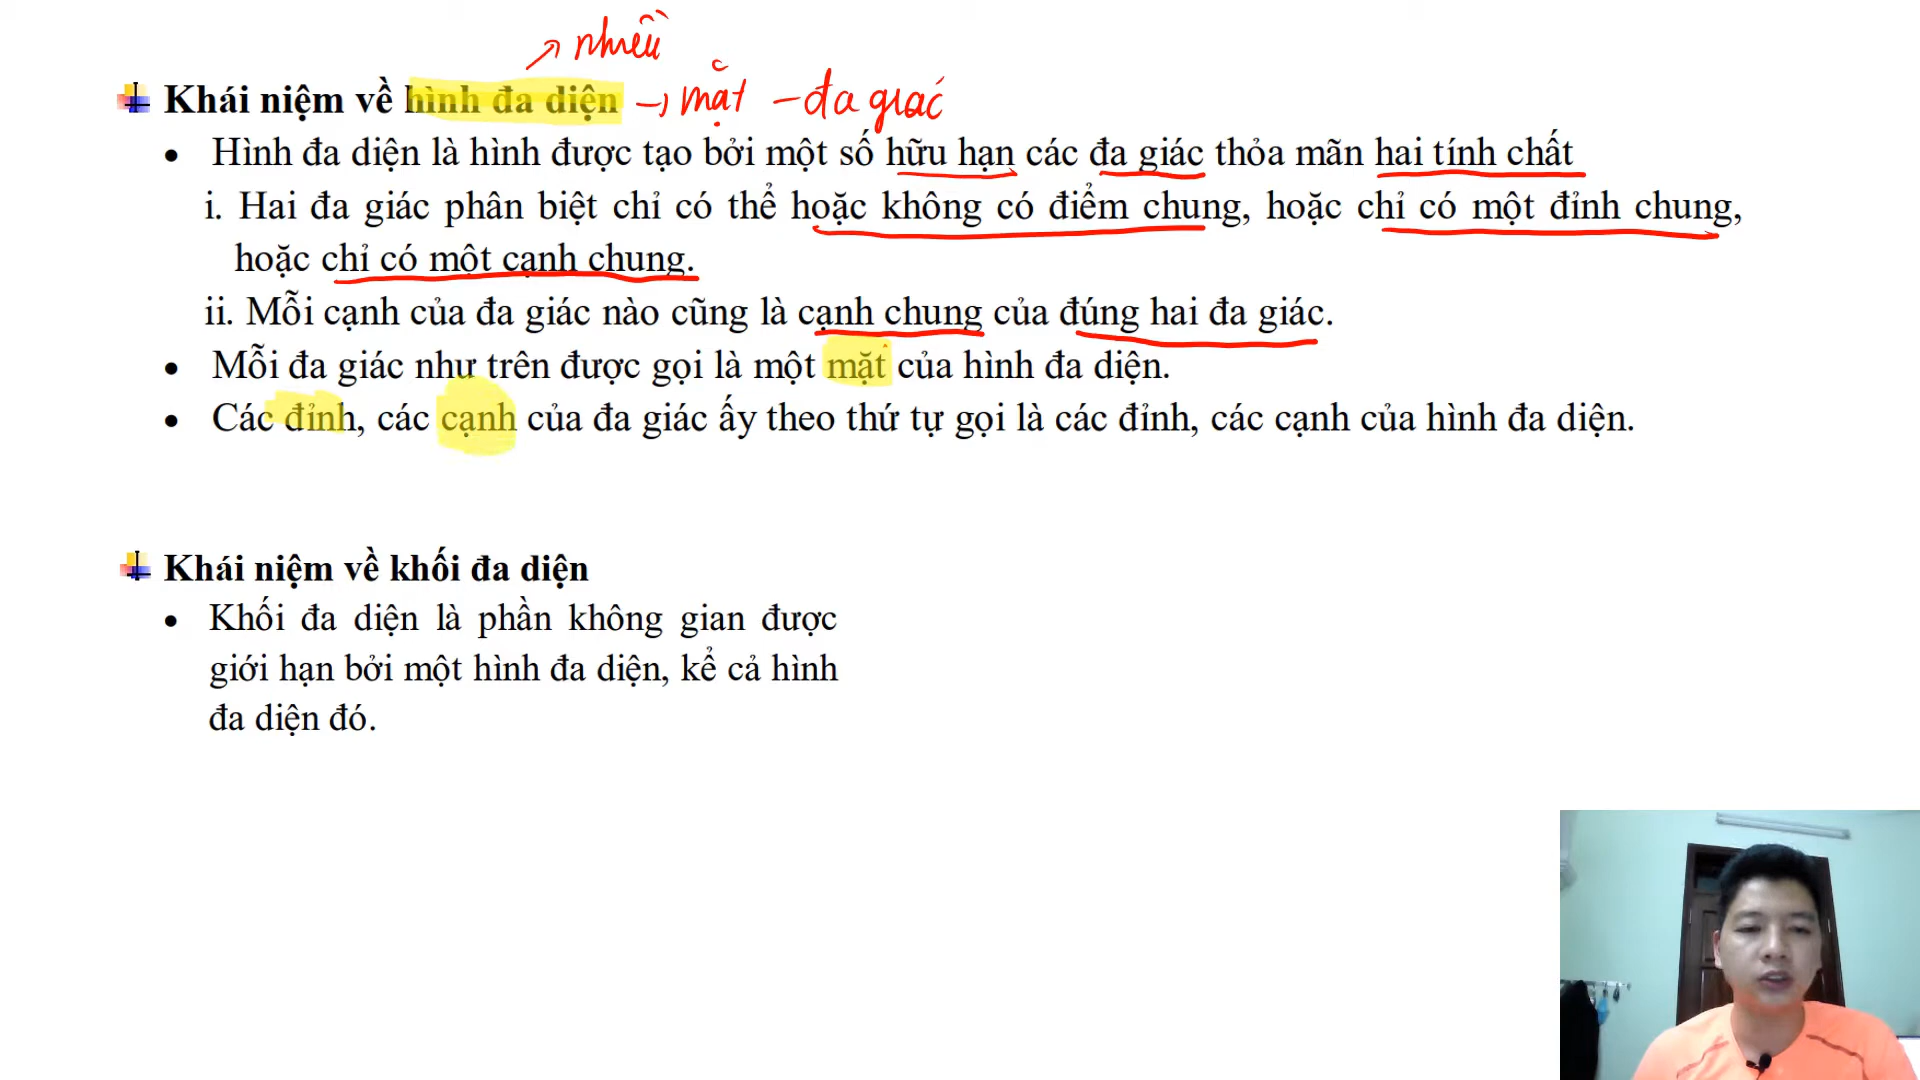 nhiều
Khái niệm về hình đa diện → mặt – đa giác
• Hình đa diện là hình được tạo bởi một số hữu hạn các đa giác thỏa mãn hai tính chất
i. Hai đa giác phân biệt chỉ có thể hoặc không có điểm chung, hoặc chỉ có một đỉnh chung,
hoặc chỉ có một cạnh chung.
ii. Mỗi cạnh của đa giác nào cũng là cạnh chung của đúng hai đa giác.
• Mỗi đa giác như trên được gọi là một mặt của hình đa diện.
• Các đỉnh, các cạnh của đa giác ấy theo thứ tự gọi là các đỉnh, các cạnh của hình đa diện.
Khái niệm về khối đa diện
• Khối đa diện là phần không gian được
giới hạn bởi một hình đa diện, kể cả hình
đa diện đó.